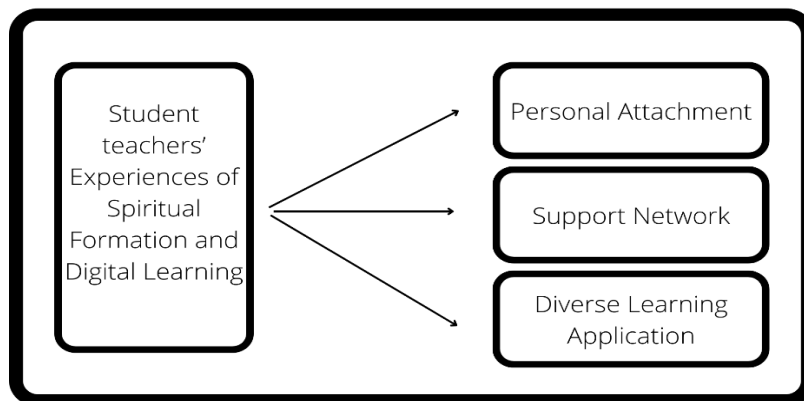 Student
teachers'
Experiences of
Spiritual
Formation and
Digital Learning
Personal Attachment
Support Network
Diverse Learning
Application